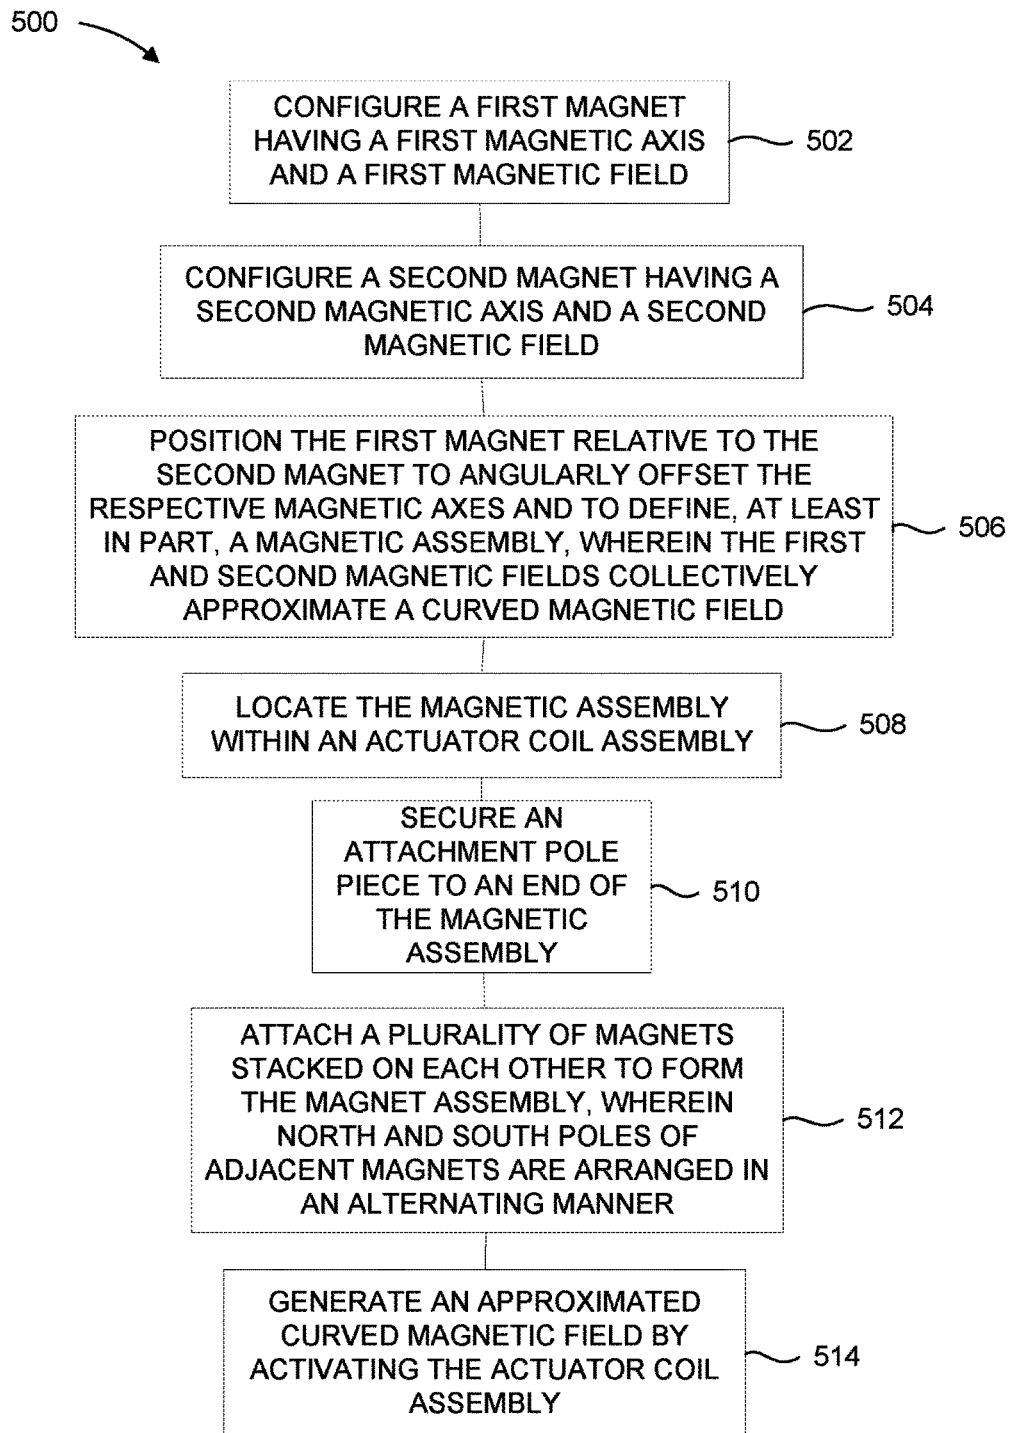 500
CONFIGURE A FIRST MAGNET
HAVING A FIRST MAGNETIC AXIS
AND A FIRST MAGNETIC FIELD
502
CONFIGURE A SECOND MAGNET HAVING A
SECOND MAGNETIC AXIS AND A SECOND
MAGNETIC FIELD
504
POSITION THE FIRST MAGNET RELATIVE TO THE
SECOND MAGNET TO ANGULARLY OFFSET THE
RESPECTIVE MAGNETIC AXES AND TO DEFINE, AT LEAST
IN PART, A MAGNETIC ASSEMBLY, WHEREIN THE FIRST
AND SECOND MAGNETIC FIELDS COLLECTIVELY
APPROXIMATE A CURVED MAGNETIC FIELD
506
LOCATE THE MAGNETIC ASSEMBLY
WITHIN AN ACTUATOR COIL ASSEMBLY
508
SECURE AN
ATTACHMENT POLE
PIECE TO AN END OF
THE MAGNETIC
ASSEMBLY
510
ATTACH A PLURALITY OF MAGNETS
STACKED ON EACH OTHER TO FORM
THE MAGNET ASSEMBLY, WHEREIN
NORTH AND SOUTH POLES OF
ADJACENT MAGNETS ARE ARRANGED IN
AN ALTERNATING MANNER
512
GENERATE AN APPROXIMATED
CURVED MAGNETIC FIELD BY
ACTIVATING THE ACTUATOR COIL
ASSEMBLY
514